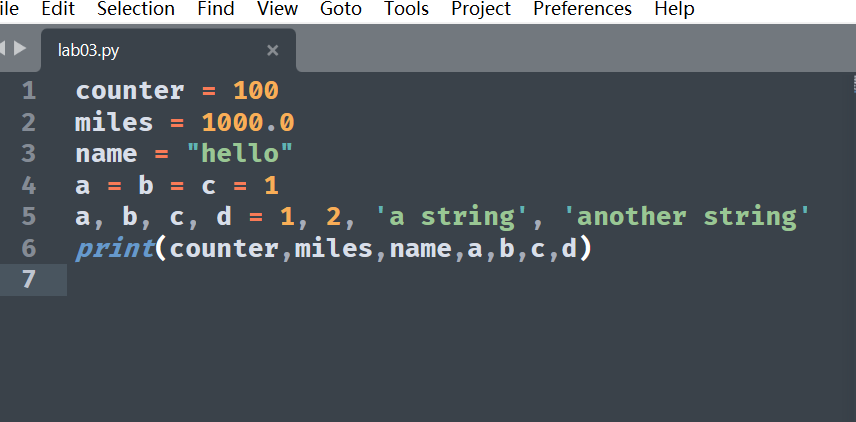 ile Edit Selection Find View Goto Tools Project Preferences Help
lab03.py ×
1 counter = 100
2 miles = 1000.0
3 name = "hello"
4 a = b = c = 1
5 a, b, c, d = 1, 2, 'a string', 'another string'
6 print(counter,miles,name,a,b,c,d)
7